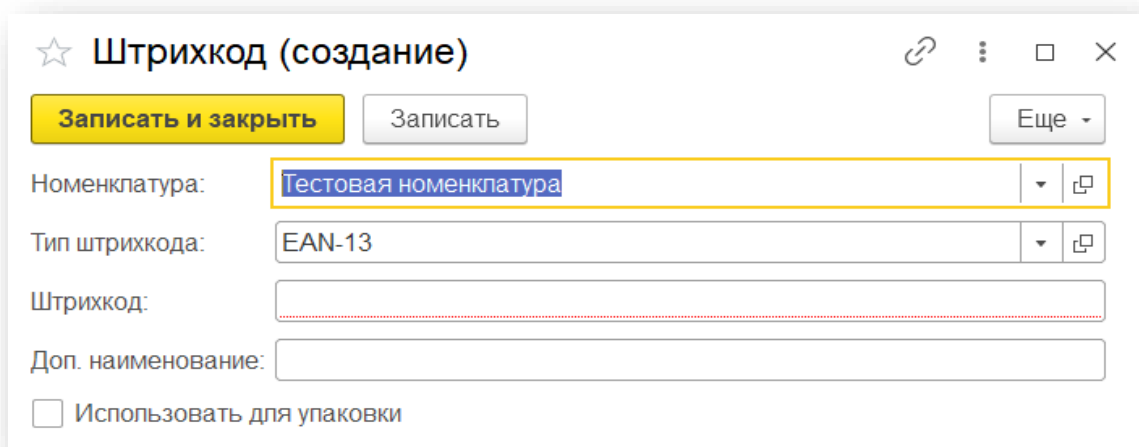 Штрихкод (создание)
Записать и закрыть Записать Еще
Номенклатура: Тестовая номенклатура
Тип штрихкода: EAN-13
Штрихкод:
Доп. наименование:
Использовать для упаковки